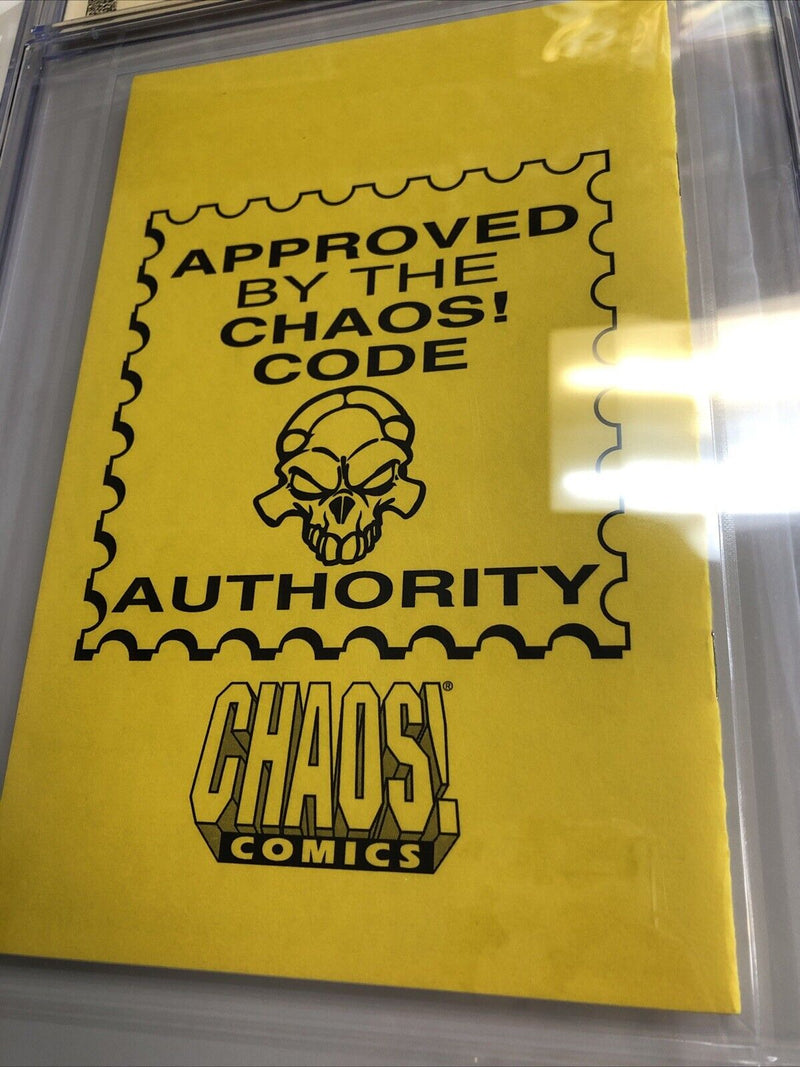 APPROVED
BY THE
CHAOS!
CODE
AUTHORITY
CHAOS!®
COMICS